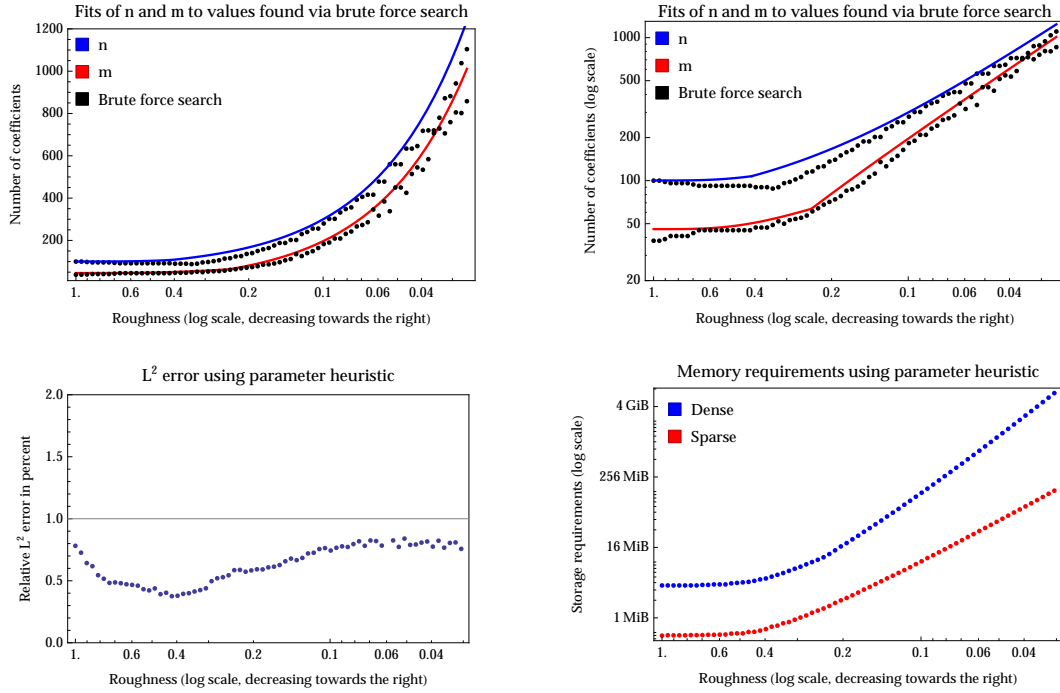 Fits of n and m to values found via brute force search
Number of coefficients
1200
1000
800
600
400
200
n
m
Brute force search
1. 0.6 0.4 0.2 0.1 0.06 0.04
Roughness (log scale, decreasing towards the right)
Fits of n and m to values found via brute force search
Number of coefficients (log scale)
1000
500
200
100
50
20
n
m
Brute force search
1. 0.6 0.4 0.2 0.1 0.06 0.04
Roughness (log scale, decreasing towards the right)
L² error using parameter heuristic
Relative L² error in percent
2.0
1.5
1.0
0.5
0.0
1. 0.6 0.4 0.2 0.1 0.06 0.04
Roughness (log scale, decreasing towards the right)
Memory requirements using parameter heuristic
Storage requirements (log scale)
4 GiB
256 MiB
16 MiB
1 MiB
Dense
Sparse
1. 0.6 0.4 0.2 0.1 0.06 0.04
Roughness (log scale, decreasing towards the right)